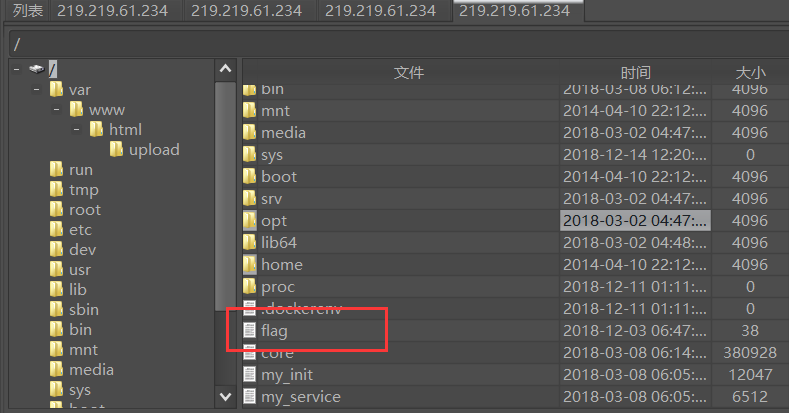 列表 219.219.61.234 219.219.61.234 219.219.61.234 219.219.61.234
/
/
var
www
html
upload
run
tmp
root
etc
dev
usr
lib
sbin
bin
mnt
media
sys
文件 时间 大小
bin 2018-03-08 06:12:... 4096
mnt 2014-04-10 22:12:... 4096
media 2018-03-02 04:47:... 4096
sys 2018-12-14 12:20:... 0
boot 2014-04-10 22:12:... 4096
srv 2018-03-02 04:47:... 4096
opt 2018-03-02 04:47:... 4096
lib64 2018-03-02 04:48:... 4096
home 2014-04-10 22:12:... 4096
proc 2018-12-11 01:11:... 0
.dockerenv 2018-12-11 01:11:... 0
flag 2018-12-03 06:47:... 38
core 2018-03-08 06:14:... 380928
my_init 2018-03-08 06:05:... 12047
my_service 2018-03-08 06:05:... 6512